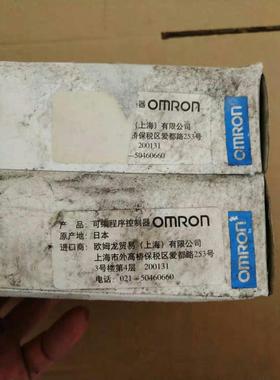 器 OMRON
（上海）有限公司
桥保税区爱都路253号
200131
-50460660
OMRON
产 品: 可编程序控制器 OMRON
原产地: 日本
进口商: 欧姆龙贸易（上海）有限公司
上海市外高桥保税区爱都路253号
3号楼第4层 200131
电话: 021-50460660
OMRON